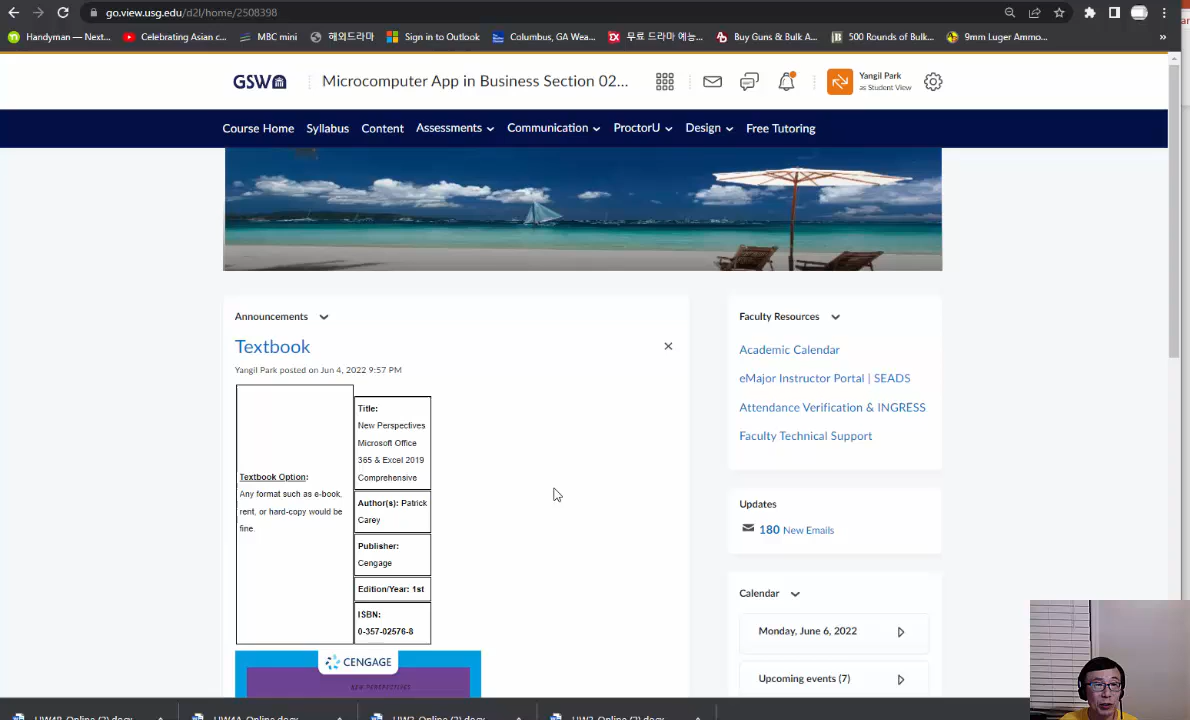 go.view.usg.edu/d2l/home/2508398
Handyman — Next...
Celebrating Asian c...
MBC mini
해외드라마
Sign in to Outlook
Columbus, GA Wea...
무료 드라마 예능...
Buy Guns & Bulk A...
500 Rounds of Bulk...
9mm Luger Ammo...
»
GSW
Microcomputer App in Business Section 02...
Yangil Park
as Student View
Course Home
Syllabus
Content
Assessments
Communication
ProctorU
Design
Free Tutoring
Announcements
Textbook
Yangil Park posted on Jun 4, 2022 9:57 PM
Textbook Option:
Any format such as e-book,
rent, or hard-copy would be
fine.
Title:
New Perspectives
Microsoft Office
365 & Excel 2019
Comprehensive
Author(s): Patrick
Carey
Publisher:
Cengage
Edition/Year: 1st
ISBN:
0-357-02576-8
CENGAGE
NEW PERSPECTIVES
Faculty Resources
Academic Calendar
eMajor Instructor Portal | SEADS
Attendance Verification & INGRESS
Faculty Technical Support
Updates
180 New Emails
Calendar
Monday, June 6, 2022
Upcoming events (7)